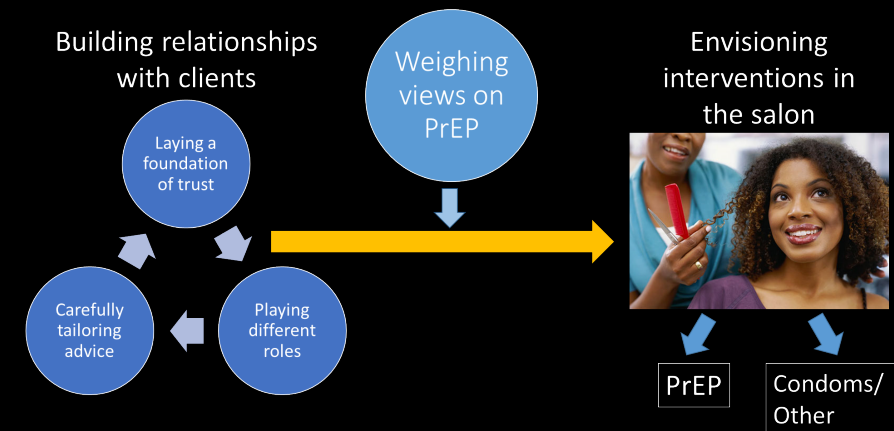 Building relationships
with clients
Laying a
foundation
of trust
Playing
different
roles
Carefully
tailoring
advice
Weighing
views on
PrEP
Envisioning
interventions in
the salon
PrEP
Condoms/
Other